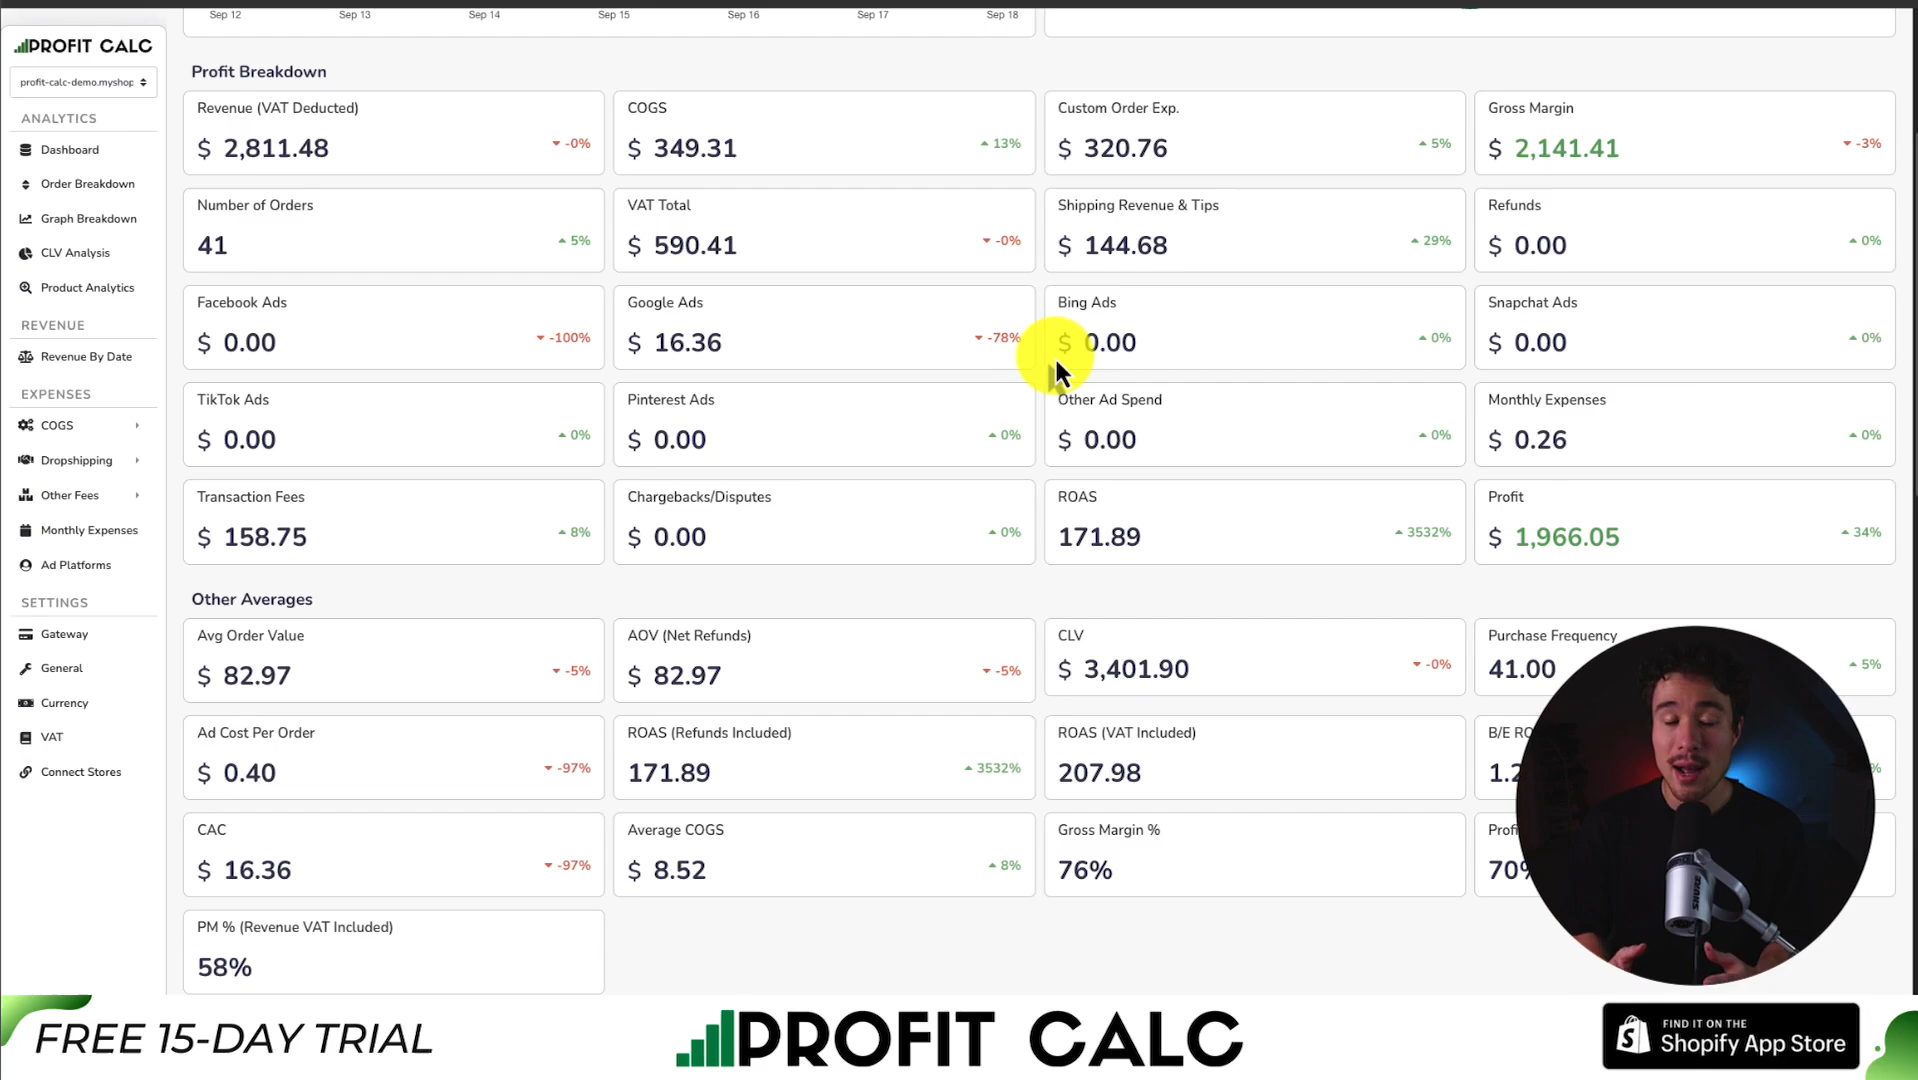 Sep 12 Sep 13 Sep 14 Sep 15 Sep 16 Sep 17 Sep 18
PROFIT CALC
profit-calc-demo.myshop
ANALYTICS
Dashboard
Order Breakdown
Graph Breakdown
CLV Analysis
Product Analytics
REVENUE
Revenue By Date
EXPENSES
COGS
Dropshipping
Other Fees
Monthly Expenses
Ad Platforms
SETTINGS
Gateway
General
Currency
VAT
Connect Stores
Profit Breakdown
Revenue (VAT Deducted)
$ 2,811.48 -0%
COGS
$ 349.31 13%
Custom Order Exp.
$ 320.76 5%
Gross Margin
$ 2,141.41 -3%
Number of Orders
41 5%
VAT Total
$ 590.41 -0%
Shipping Revenue & Tips
$ 144.68 29%
Refunds
$ 0.00 0%
Facebook Ads
$ 0.00 -100%
Google Ads
$ 16.36 -78%
Bing Ads
$ 0.00 0%
Snapchat Ads
$ 0.00 0%
TikTok Ads
$ 0.00 0%
Pinterest Ads
$ 0.00 0%
Other Ad Spend
$ 0.00 0%
Monthly Expenses
$ 0.26 0%
Transaction Fees
$ 158.75 8%
Chargebacks/Disputes
$ 0.00 0%
ROAS
171.89 3532%
Profit
$ 1,966.05 34%
Other Averages
Avg Order Value
$ 82.97 -5%
AOV (Net Refunds)
$ 82.97 -5%
CLV
$ 3,401.90 -0%
Purchase Frequency
41.00 5%
Ad Cost Per Order
$ 0.40 -97%
ROAS (Refunds Included)
171.89 3532%
ROAS (VAT Included)
207.98
B/E
CAC
$ 16.36 -97%
Average COGS
$ 8.52 8%
Gross Margin %
76%
PM % (Revenue VAT Included)
58%
SHURE
FREE 15-DAY TRIAL
PROFIT CALC
FIND IT ON THE
Shopify App Store